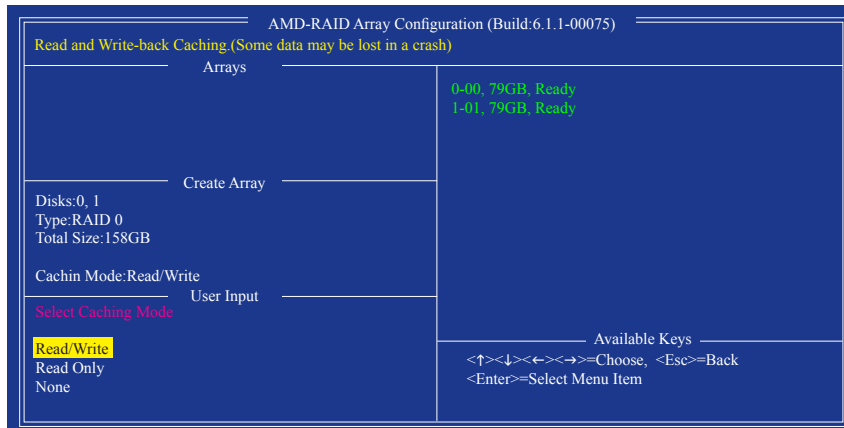 AMD-RAID Array Configuration (Build:6.1.1-00075)
Read and Write-back Caching.(Some data may be lost in a crash)
Arrays
0-00, 79GB, Ready
1-01, 79GB, Ready
Create Array
Disks:0, 1
Type:RAID 0
Total Size:158GB
Cachin Mode:Read/Write
User Input
Select Caching Mode
Read/Write
Read Only
None
Available Keys
<↑><↓><←><→>=Choose, <Esc>=Back
<Enter>=Select Menu Item